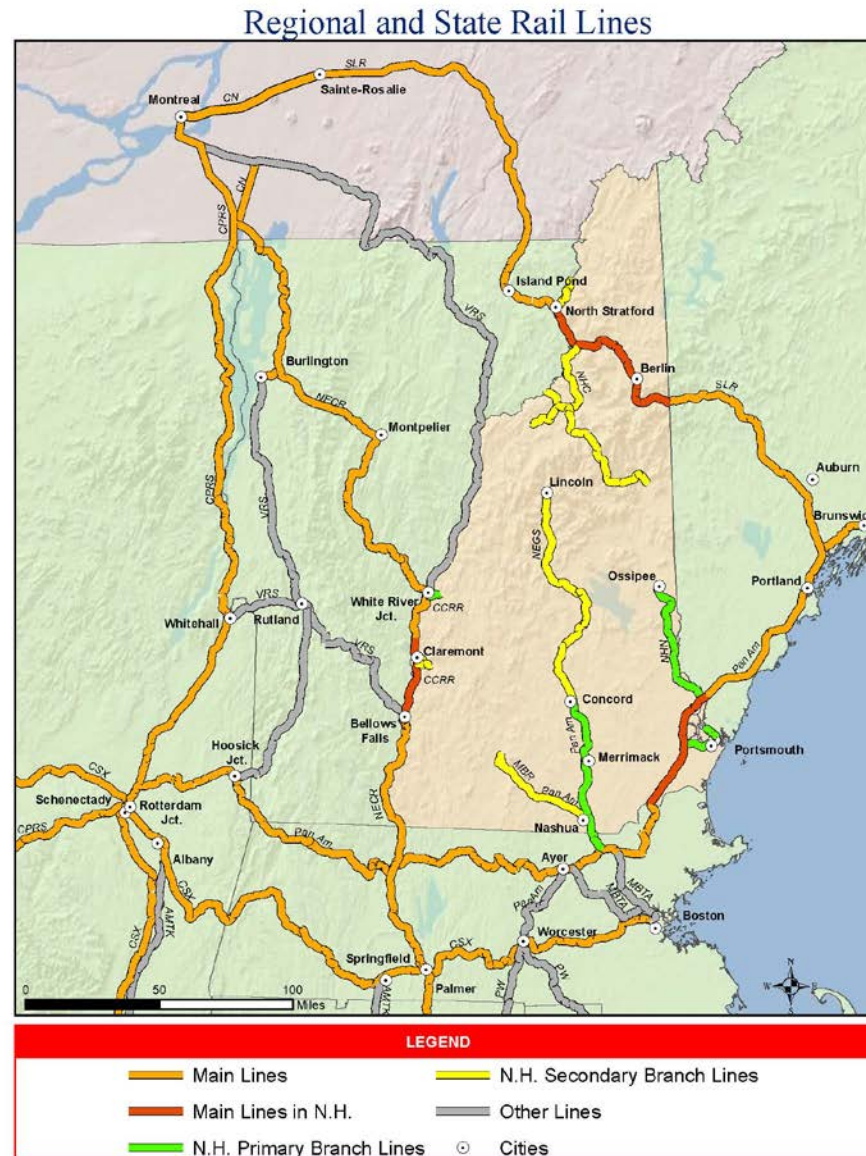 Regional and State Rail Lines
SLR
CN
Sainte-Rosalie
Montreal
CN
CPRS
Island Pond
North Stratford
VRS
Burlington
Berlin
NHC
SLR
NECR
Montpelier
Auburn
CPRS
Lincoln
Brunswic
VRS
NEGS
Ossipee
Portland
White River
Jct.
CCRR
VRS
Whitehall
Rutland
NHN
Pan Am
VRS
Claremont
CCRR
Concord
Bellows
Falls
Pan Am
Portsmouth
Hoosick
Jct.
Merrimack
CSX
MBR
Pan Am
Schenectady
Rotterdam
Jct.
NECR
Nashua
CPRS
Pan Am
Albany
Ayer
CSX
MBTA
MBTA
Pan Am
Boston
AMTK
CSX
Worcester
Springfield
CSX
PW
PW
Palmer
AMTK
N
W E
S
0 50 100
Miles
LEGEND
Main Lines
N.H. Secondary Branch Lines
Main Lines in N.H.
Other Lines
N.H. Primary Branch Lines
Cities